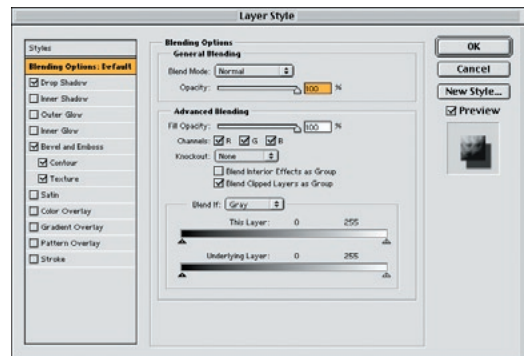 Layer Style
Styles
Blending Options: Default
Drop Shadow
Inner Shadow
Outer Glow
Inner Glow
Bevel and Emboss
Contour
Texture
Satin
Color Overlay
Gradient Overlay
Pattern Overlay
Stroke
Blending Options
General Blending
Blend Mode: Normal
Opacity: 100 %
Advanced Blending
Fill Opacity: 100 %
Channels: R G B
Knockout: None
Blend Interior Effects as Group
Blend Clipped Layers as Group
Blend If: Gray
This Layer: 0 255
Underlying Layer: 0 255
OK
Cancel
New Style...
Preview